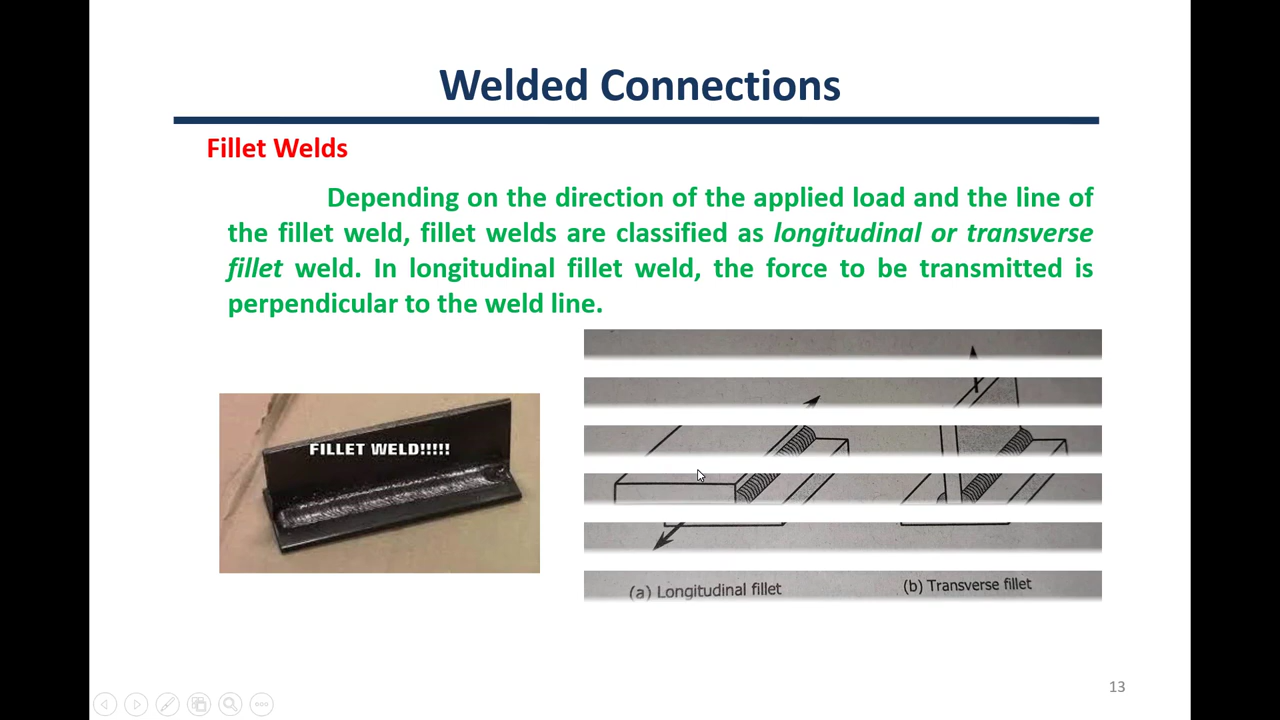 Welded Connections
Fillet Welds
Depending on the direction of the applied load and the line of
the fillet weld, fillet welds are classified as longitudinal or transverse
fillet weld. In longitudinal fillet weld, the force to be transmitted is
perpendicular to the weld line.
FILLET WELD!!!!!
(a) Longitudinal fillet
(b) Transverse fillet
13